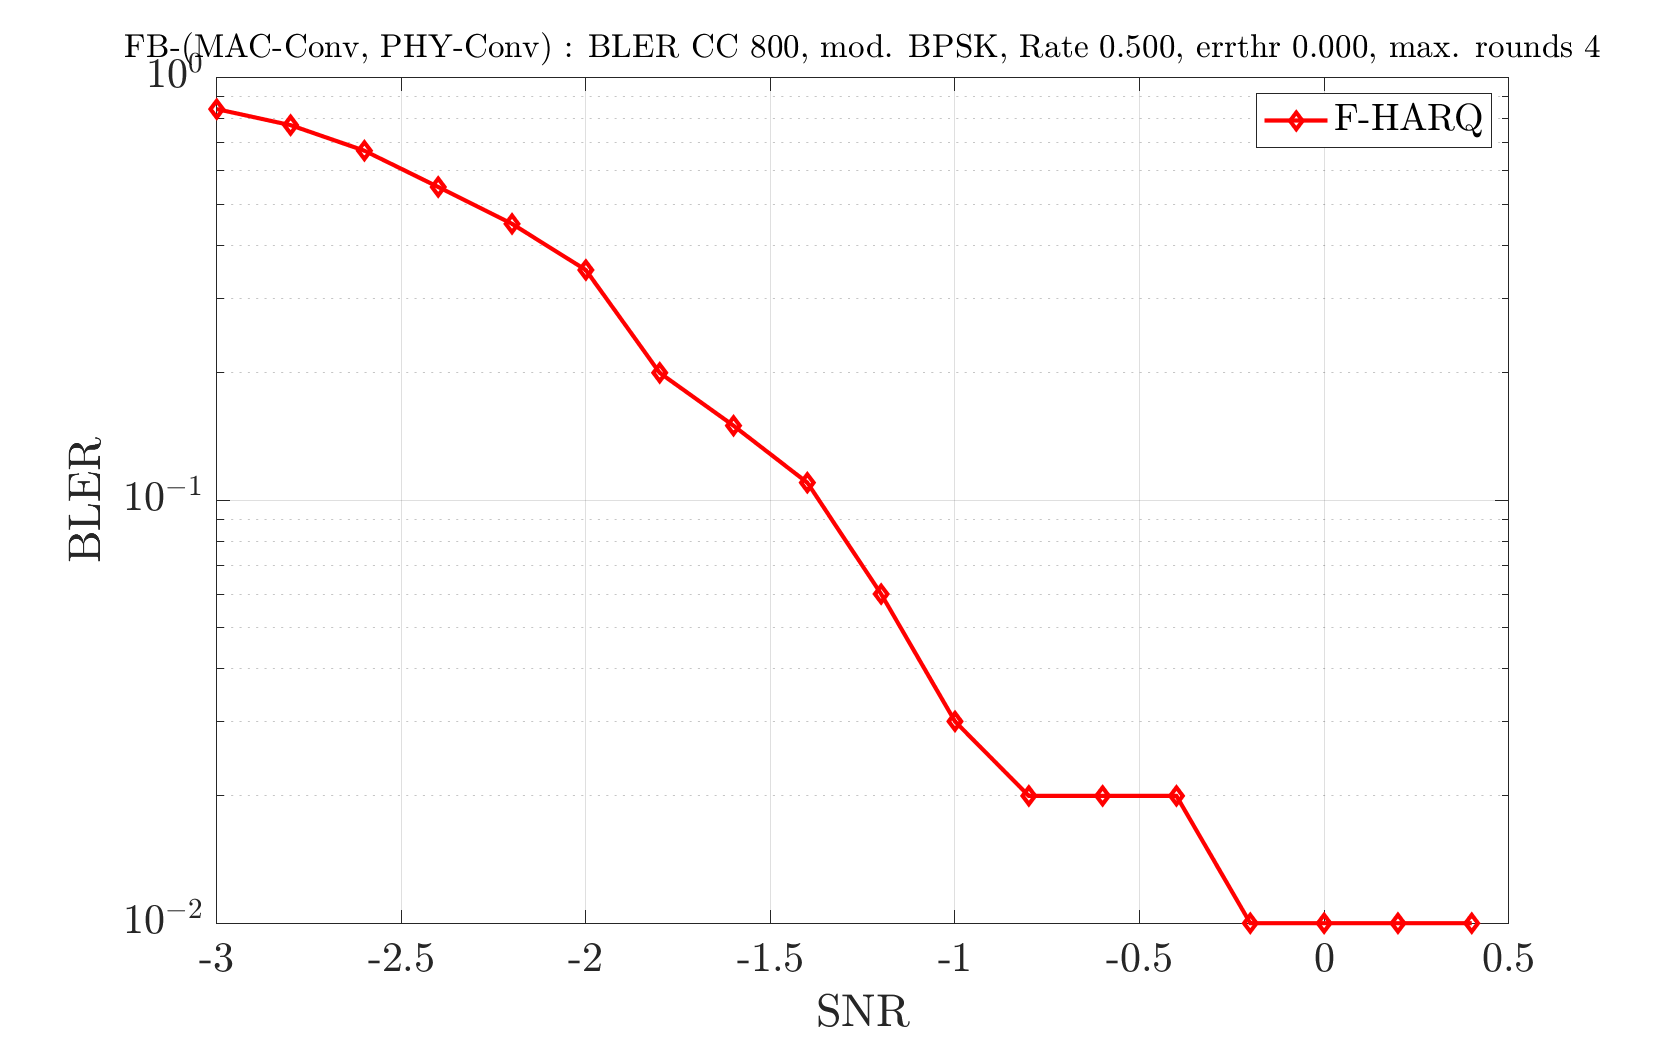 FB-(MAC-Conv, PHY-Conv) : BLER CC 800, mod. BPSK, Rate 0.500, errthr 0.000, max. rounds 4
10^0
F-HARQ
10^-1
BLER
10^-2
-3 -2.5 -2 -1.5 -1 -0.5 0 0.5
SNR